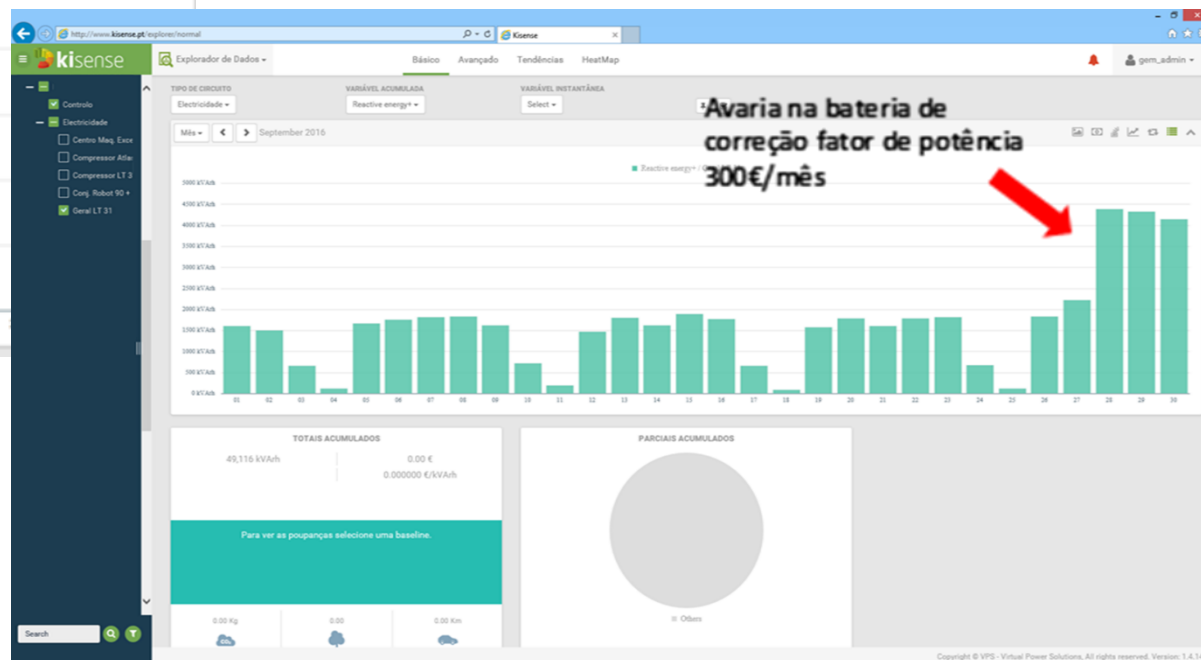 http://www.kisense.pt/explorer/normal
Kisense
kisense
Explorador de Dados
Básico
Avançado
Tendências
HeatMap
gem_admin
Controlo
Electricidade
Centro Maq. Exce
Compressor Atla
Compressor LT 3
Conj. Robot 90 +
Geral LT 31
TIPO DE CIRCUITO
VARIÁVEL ACUMULADA
VARIÁVEL INSTANTÂNEA
Electricidade
Reactive energy+
Select
Mês
September 2016
Avaria na bateria de
correção fator de potência
300€/mês
Reactive energy+ /
5000 kVArh
4500 kVArh
4000 kVArh
3500 kVArh
3000 kVArh
2500 kVArh
2000 kVArh
1500 kVArh
1000 kVArh
500 kVArh
0 kVArh
01 02 03 04 05 06 07 08 09 10 11 12 13 14 15 16 17 18 19 20 21 22 23 24 25 26 27 28 29 30
TOTAIS ACUMULADOS
49,116 kVArh
0.00 €
0.000000 €/kVArh
Para ver as poupanças selecione uma baseline.
0.00 Kg
0.00
0.00 Km
CO₂
PARCIAIS ACUMULADOS
Others
Search
Copyright © VPS - Virtual Power Solutions, All rights reserved. Version: 1.4.1